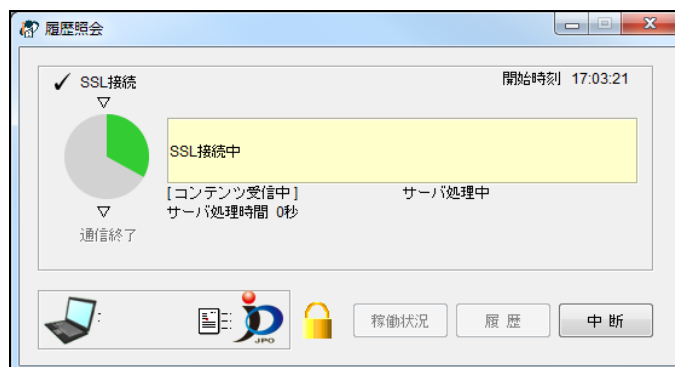 履歴照会
SSL接続
開始時刻 17:03:21
SSL接続中
[コンテンツ受信中] サーバ処理中
サーバ処理時間 0秒
通信終了
JPO
稼働状況 履 歴 中 断